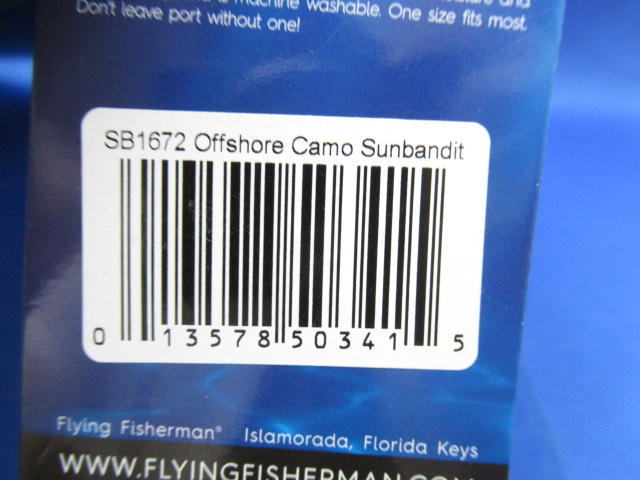 is machine washable.
Don't leave port without one! One size fits most.
SB1672 Offshore Camo Sunbandit
0 13578 50341 5
Flying Fisherman® Islamorada, Florida Keys
WWW.FLYINGFISHERMAN.COM